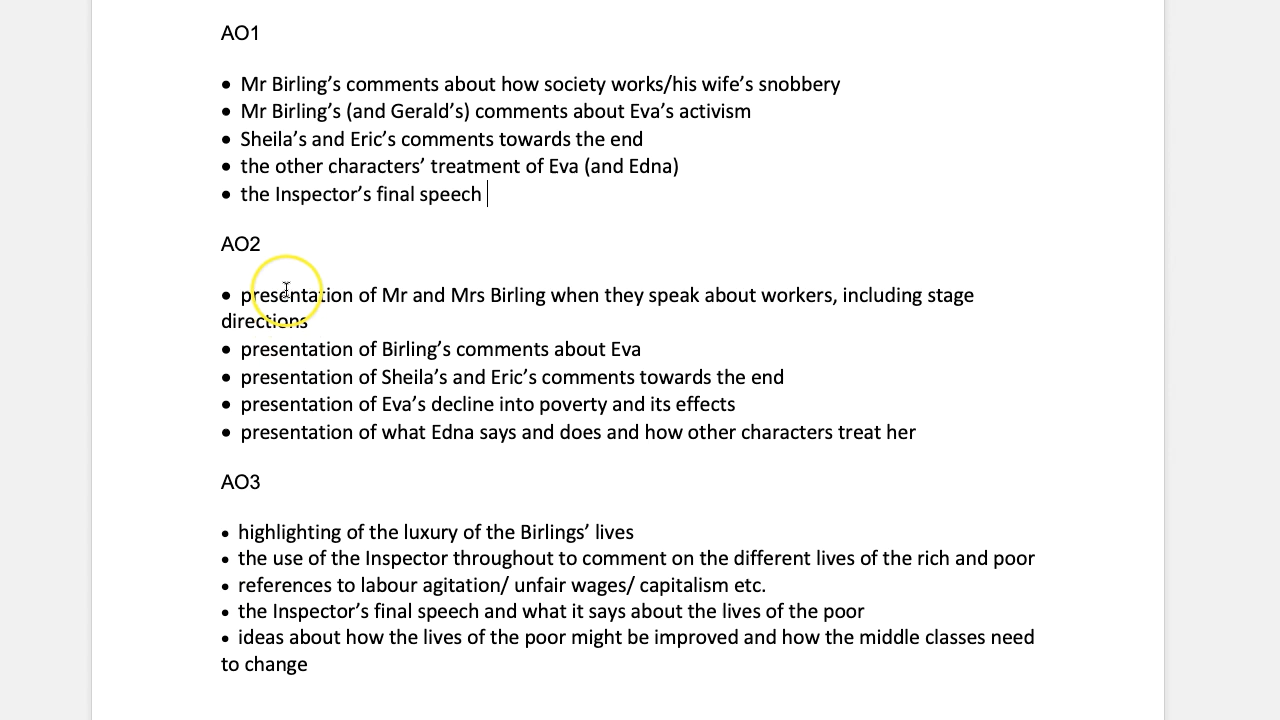 AO1
• Mr Birling’s comments about how society works/his wife’s snobbery
• Mr Birling’s (and Gerald’s) comments about Eva’s activism
• Sheila’s and Eric’s comments towards the end
• the other characters’ treatment of Eva (and Edna)
• the Inspector’s final speech
AO2
• presentation of Mr and Mrs Birling when they speak about workers, including stage
directions
• presentation of Birling’s comments about Eva
• presentation of Sheila’s and Eric’s comments towards the end
• presentation of Eva’s decline into poverty and its effects
• presentation of what Edna says and does and how other characters treat her
AO3
• highlighting of the luxury of the Birlings’ lives
• the use of the Inspector throughout to comment on the different lives of the rich and poor
• references to labour agitation/ unfair wages/ capitalism etc.
• the Inspector’s final speech and what it says about the lives of the poor
• ideas about how the lives of the poor might be improved and how the middle classes need
to change